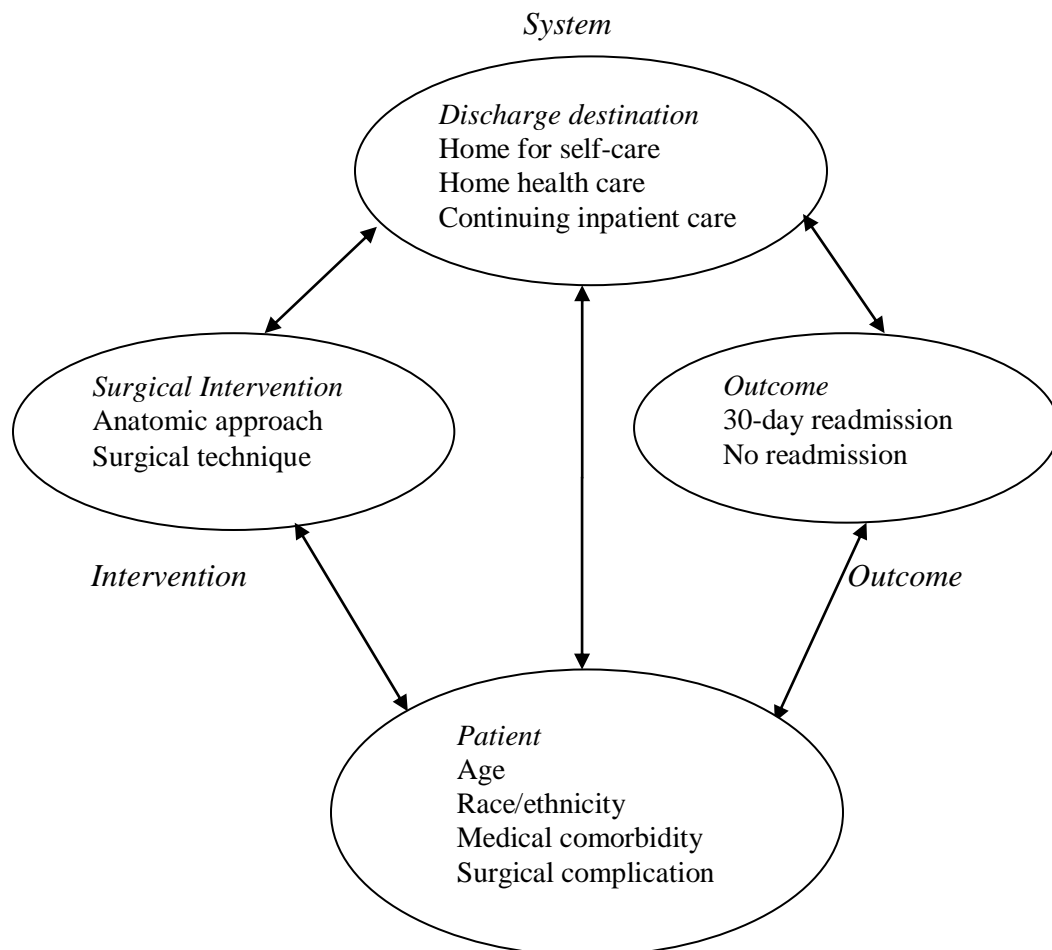 System
Discharge destination
Home for self-care
Home health care
Continuing inpatient care
Surgical Intervention
Anatomic approach
Surgical technique
Outcome
30-day readmission
No readmission
Intervention
Outcome
Patient
Age
Race/ethnicity
Medical comorbidity
Surgical complication